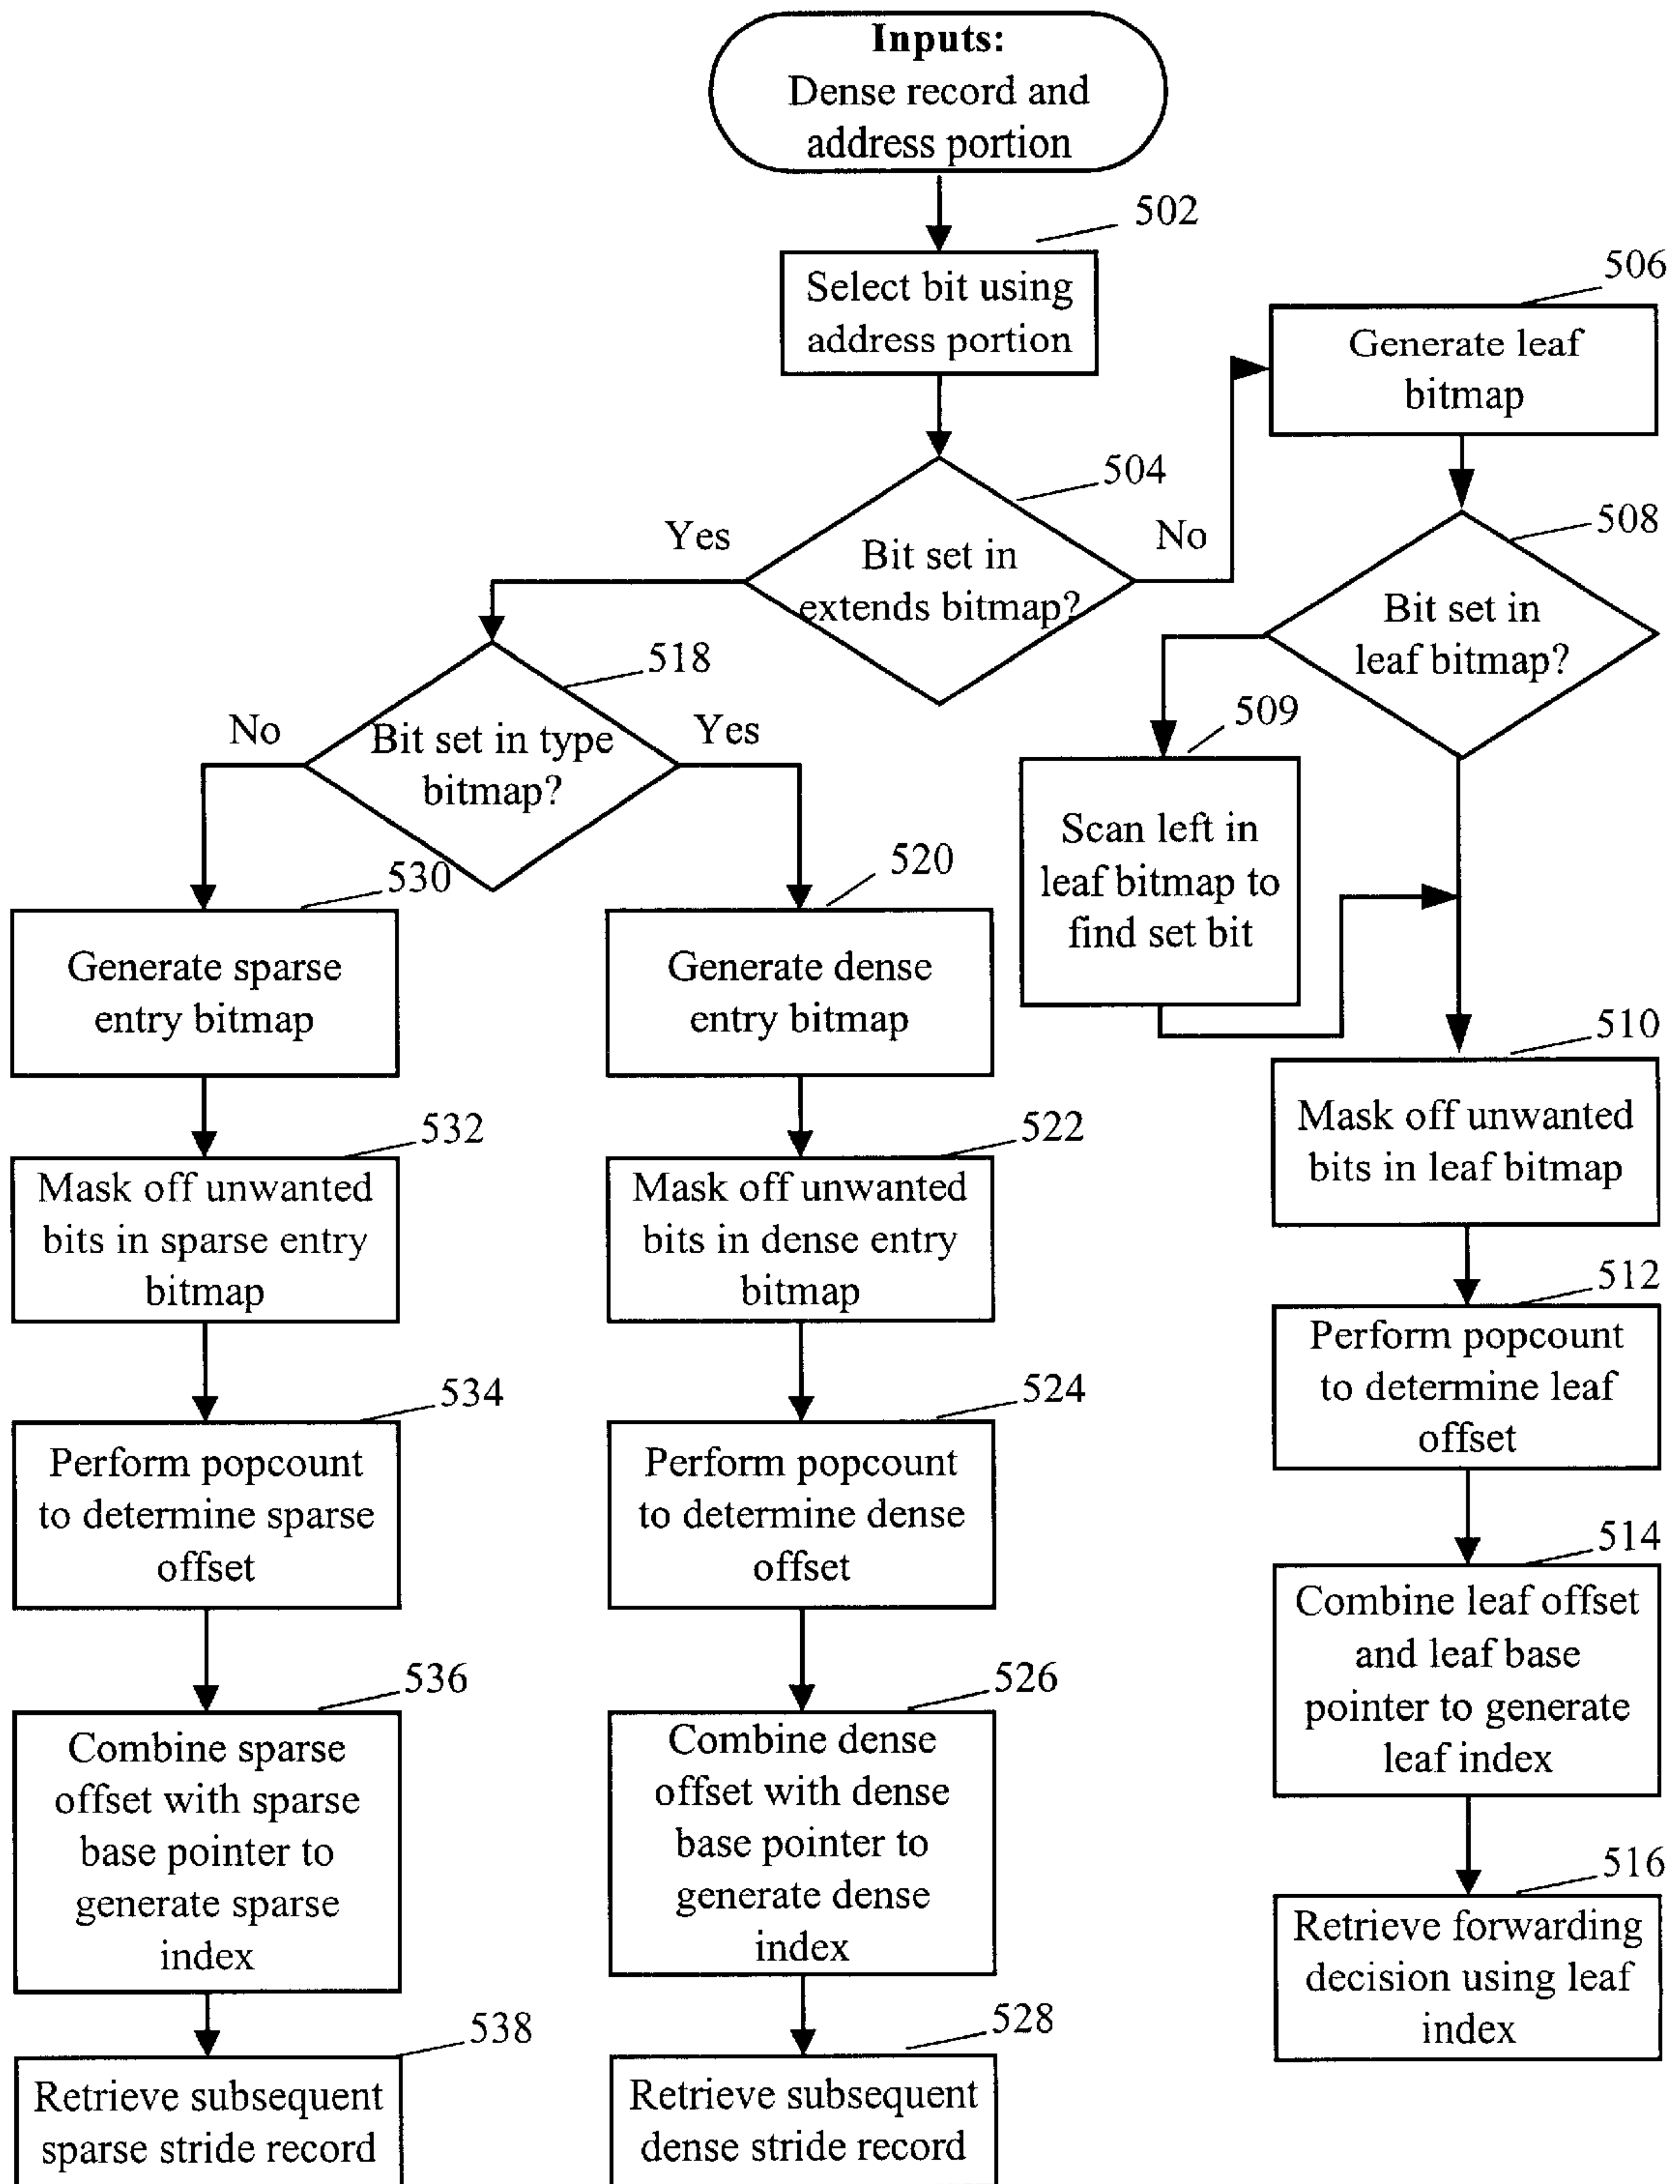 Inputs:
Dense record and
address portion
502
Select bit using
address portion
506
Generate leaf
bitmap
504
Yes
No
Bit set in
extends bitmap?
508
Bit set in
leaf bitmap?
518
No
Yes
Bit set in type
bitmap?
509
Scan left in
leaf bitmap to
find set bit
530
Generate sparse
entry bitmap
520
Generate dense
entry bitmap
510
Mask off unwanted
bits in leaf bitmap
532
Mask off unwanted
bits in sparse entry
bitmap
522
Mask off unwanted
bits in dense entry
bitmap
512
Perform popcount
to determine leaf
offset
534
Perform popcount
to determine sparse
offset
524
Perform popcount
to determine dense
offset
514
Combine leaf offset
and leaf base
pointer to generate
leaf index
536
Combine sparse
offset with sparse
base pointer to
generate sparse
index
526
Combine dense
offset with dense
base pointer to
generate dense
index
516
Retrieve forwarding
decision using leaf
index
538
Retrieve subsequent
sparse stride record
528
Retrieve subsequent
dense stride record